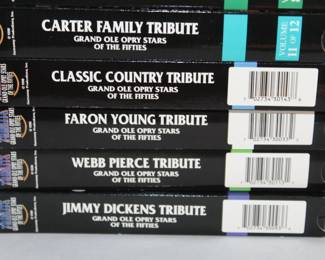 CARTER FAMILY TRIBUTE
GRAND OLE OPRY STARS
OF THE FIFTIES
VOLUME
11 OF 12
CLASSIC COUNTRY TRIBUTE
GRAND OLE OPRY STARS
OF THE FIFTIES
FARON YOUNG TRIBUTE
GRAND OLE OPRY STARS
OF THE FIFTIES
WEBB PIERCE TRIBUTE
GRAND OLE OPRY STARS
OF THE FIFTIES
JIMMY DICKENS TRIBUTE
GRAND OLE OPRY STARS
OF THE FIFTIES